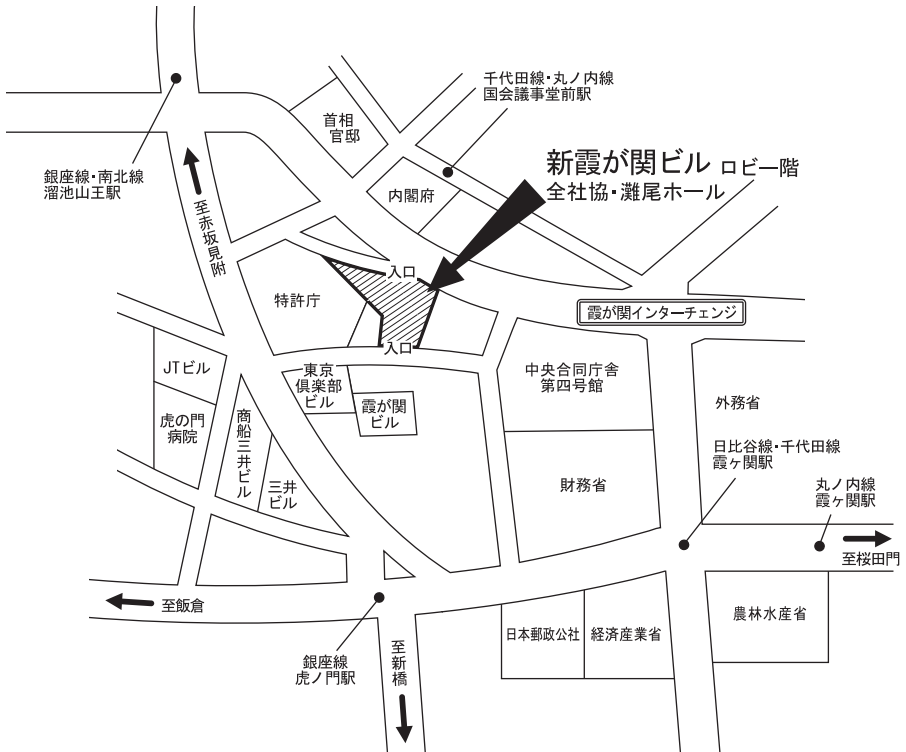 千代田線・丸ノ内線
国会議事堂前駅
首相
官邸
新霞が関ビル ロビー階
全社協・灘尾ホール
銀座線・南北線
溜池山王駅
内閣府
至赤坂見附
入口
特許庁
霞が関インターチェンジ
入口
JTビル
東京
倶楽部
ビル
中央合同庁舎
第四号館
霞が関
ビル
外務省
虎の門
病院
商船三井ビル
日比谷線・千代田線
霞ヶ関駅
財務省
三井
ビル
丸ノ内線
霞ヶ関駅
至桜田門
至飯倉
農林水産省
日本郵政公社
経済産業省
至新橋
銀座線
虎ノ門駅